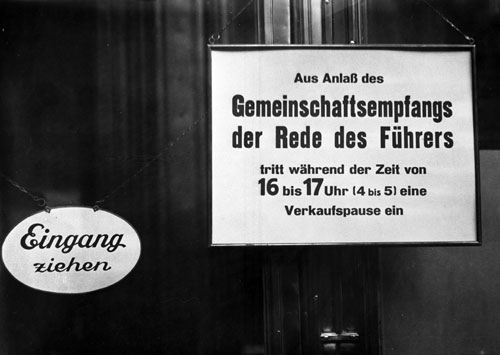 Aus Anlaß des
Gemeinschaftsempfangs
der Rede des Führers
tritt während der Zeit von
16 bis 17 Uhr (4 bis 5) eine
Verkaufspause ein
Eingang
ziehen